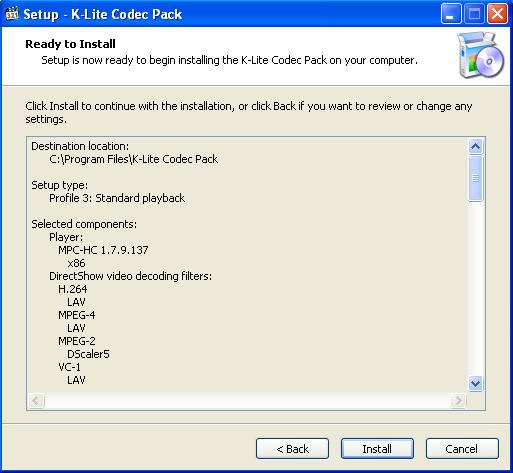 Setup - K-Lite Codec Pack
Ready to Install
Setup is now ready to begin installing the K-Lite Codec Pack on your computer.
Click Install to continue with the installation, or click Back if you want to review or change any
settings.
Destination location:
C:\Program Files\K-Lite Codec Pack
Setup type:
Profile 3: Standard playback
Selected components:
Player:
MPC-HC 1.7.9.137
x86
DirectShow video decoding filters:
H.264
LAV
MPEG-4
LAV
MPEG-2
DScaler5
VC-1
LAV
< Back
Install
Cancel